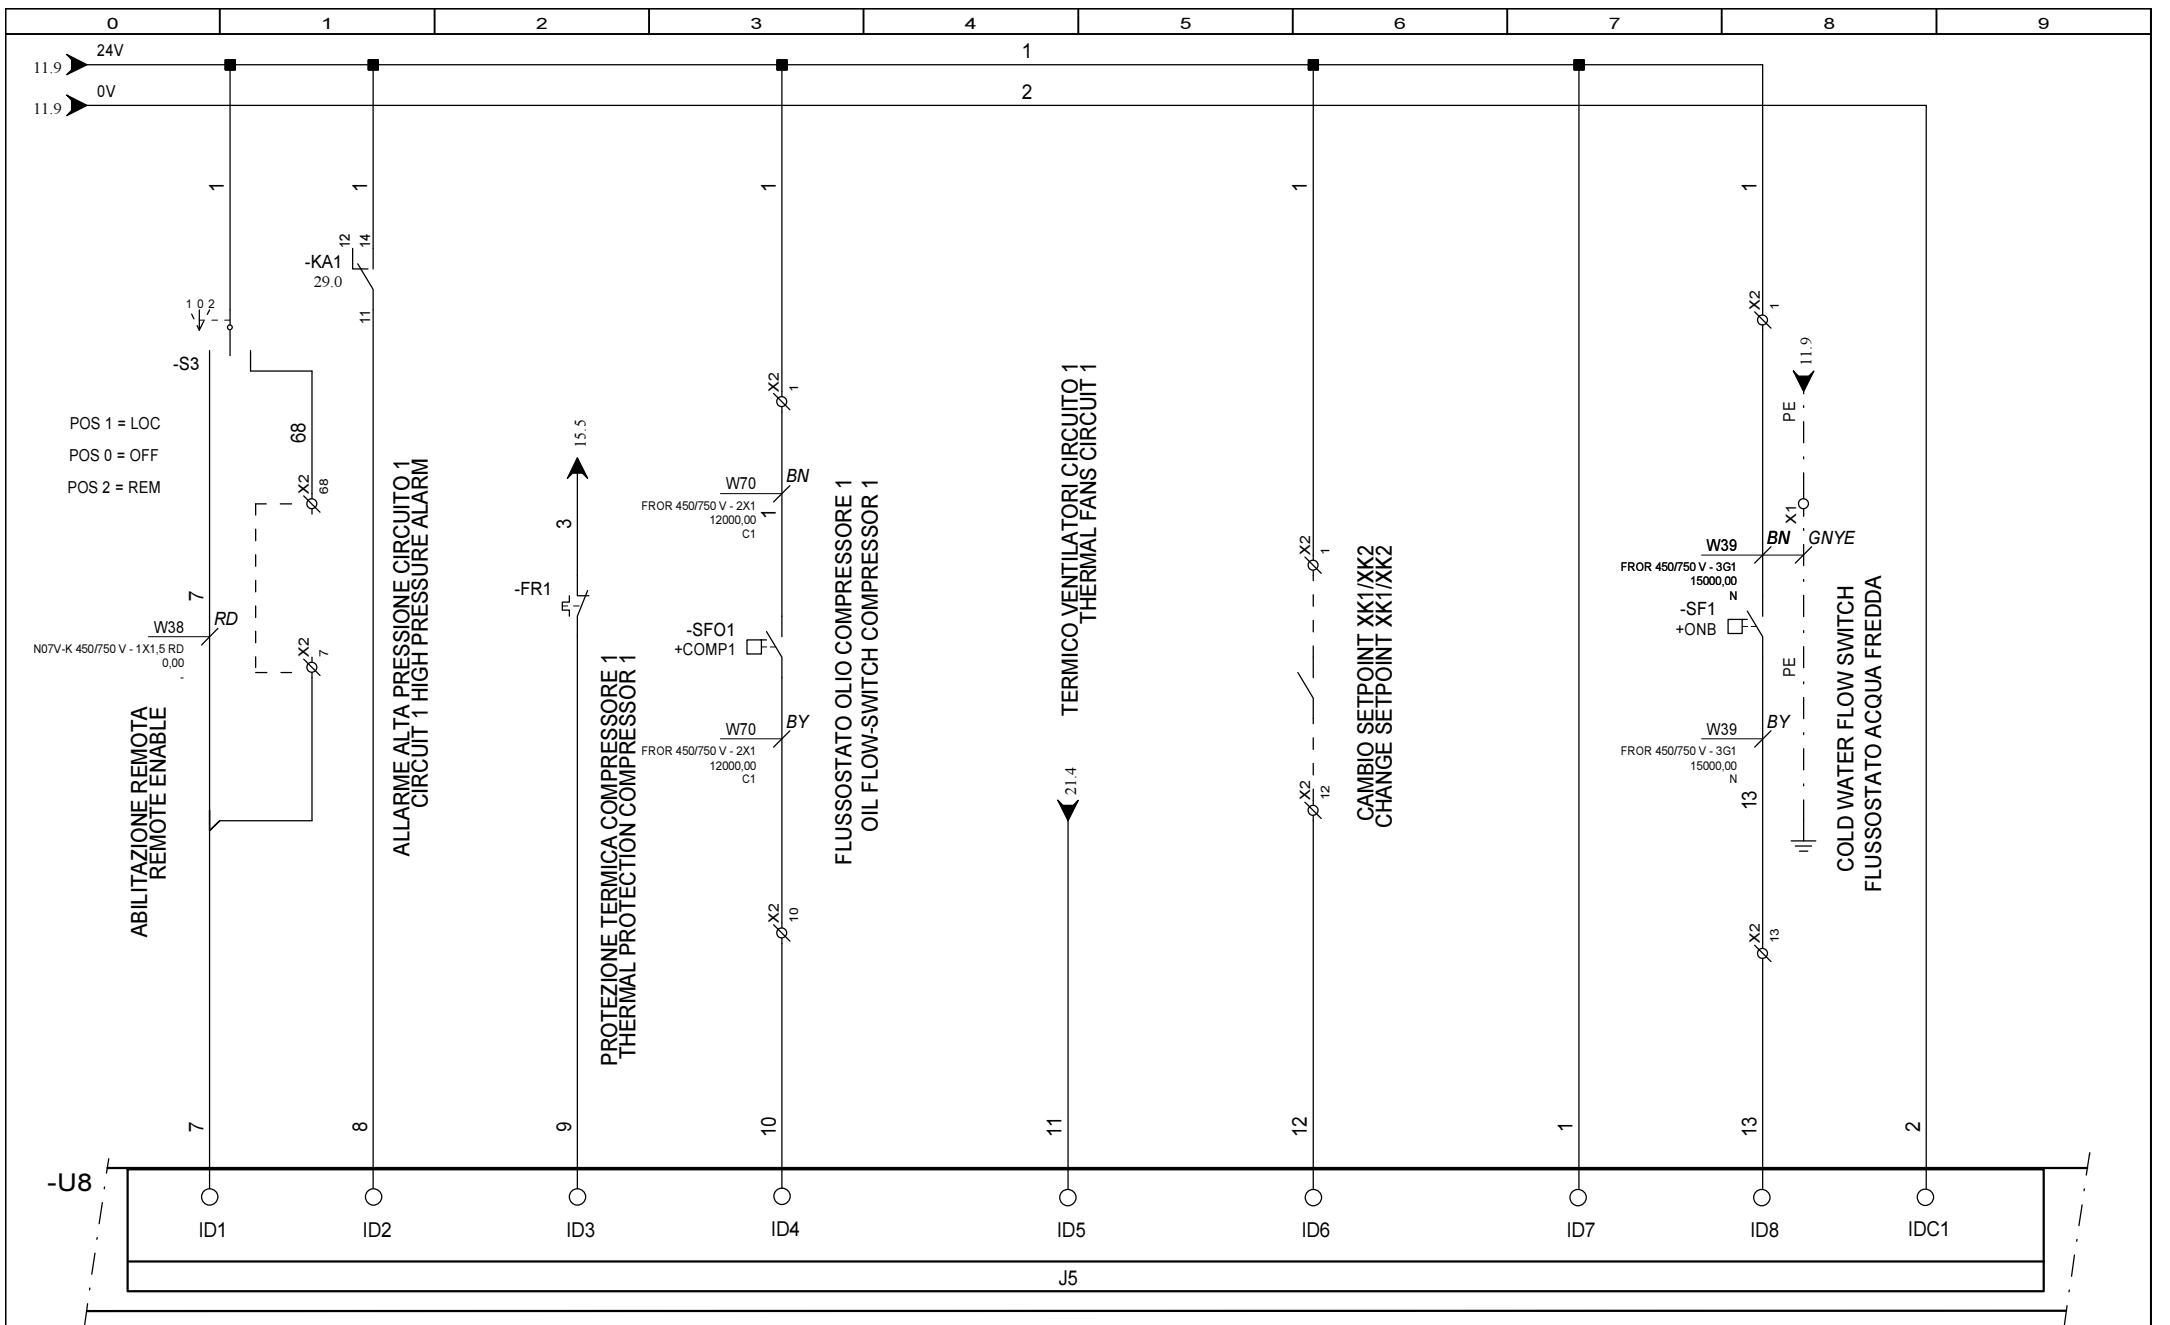 0 1 2 3 4 5 6 7 8 9
11.9 24V 1
11.9 0V 2
1
-S3
1 0 2
POS 1 = LOC
POS 0 = OFF
POS 2 = REM
68
X2 68
X2 7
7
W38 RD
N07V-K 450/750 V - 1X1,5 RD
0,00
-
ABILITAZIONE REMOTA
REMOTE ENABLE
7
1
12 14
-KA1
29.0
11
ALLARME ALTA PRESSIONE CIRCUITO1
CIRCUIT 1 HIGH PRESSURE ALARM
8
15.5
3
-FR1
PROTEZIONE TERMICA COMPRESSORE 1
THERMAL PROTECTION COMPRESSOR 1
9
1
X2 1
W70 BN
FROR 450/750 V - 2X1
12000,00
C1
1
-SFO1
+COMP1
W70 BY
FROR 450/750 V - 2X1
12000,00
C1
X2 10
FLUSSOSTATO OLIO COMPRESSORE 1
OIL FLOW-SWITCH COMPRESSOR 1
10
TERMICO VENTILATORI CIRCUITO 1
THERMAL FANS CIRCUIT 1
21.4
11
1
X2 1
X2 12
CAMBIO SETPOINT XK1/XK2
CHANGE SETPOINT XK1/XK2
12
1
1
X2 1
11.9
PE
X1
W39 BN GNYE
FROR 450/750 V - 3G1
15000,00
N
-SF1
+ONB
PE
W39 BY
FROR 450/750 V - 3G1
15000,00
N
13
X2 13
COLD WATER FLOW SWITCH
FLUSSOSTATO ACQUA FREDDA
13
2
-U8
ID1 ID2 ID3 ID4 ID5 ID6 ID7 ID8 IDC1
J5